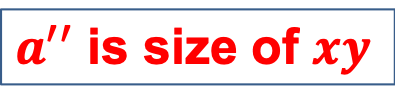 a′′ is size of xy